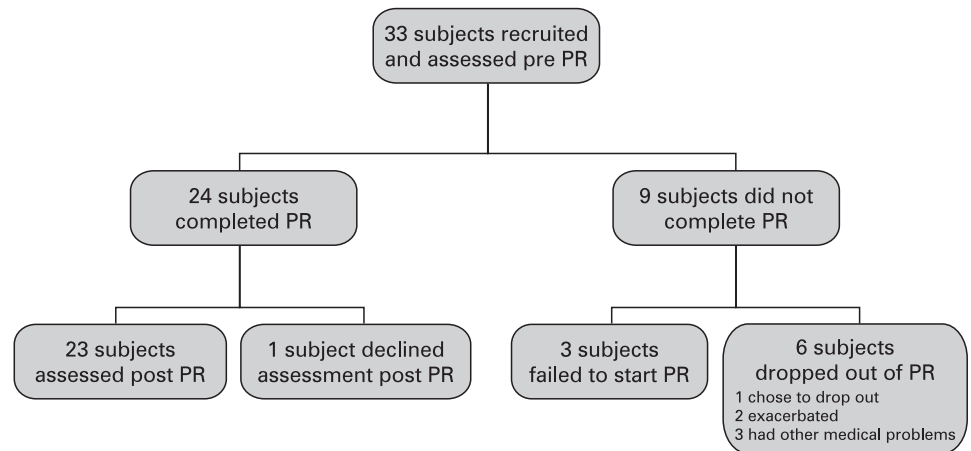 33 subjects recruited
and assessed pre PR
24 subjects
completed PR
9 subjects did not
complete PR
23 subjects
assessed post PR
1 subject declined
assessment post PR
3 subjects
failed to start PR
6 subjects
dropped out of PR
1 chose to drop out
2 exacerbated
3 had other medical problems